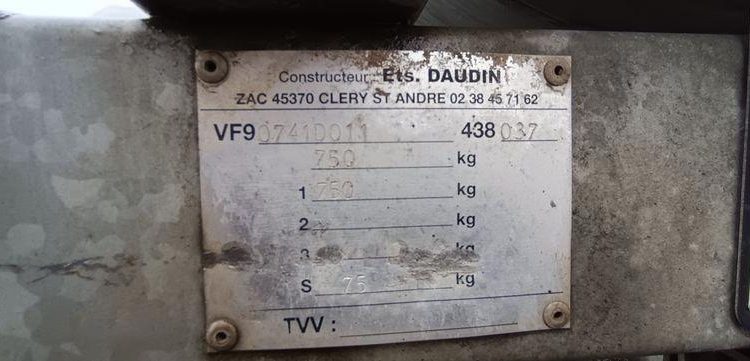 Constructeur : Ets. DAUDIN
ZAC 45370 CLERY ST ANDRE 02 38 45 71 62
VF9 0741D011 438 037
750 kg
1 750 kg
2 kg
3 kg
S 75 kg
TVV :